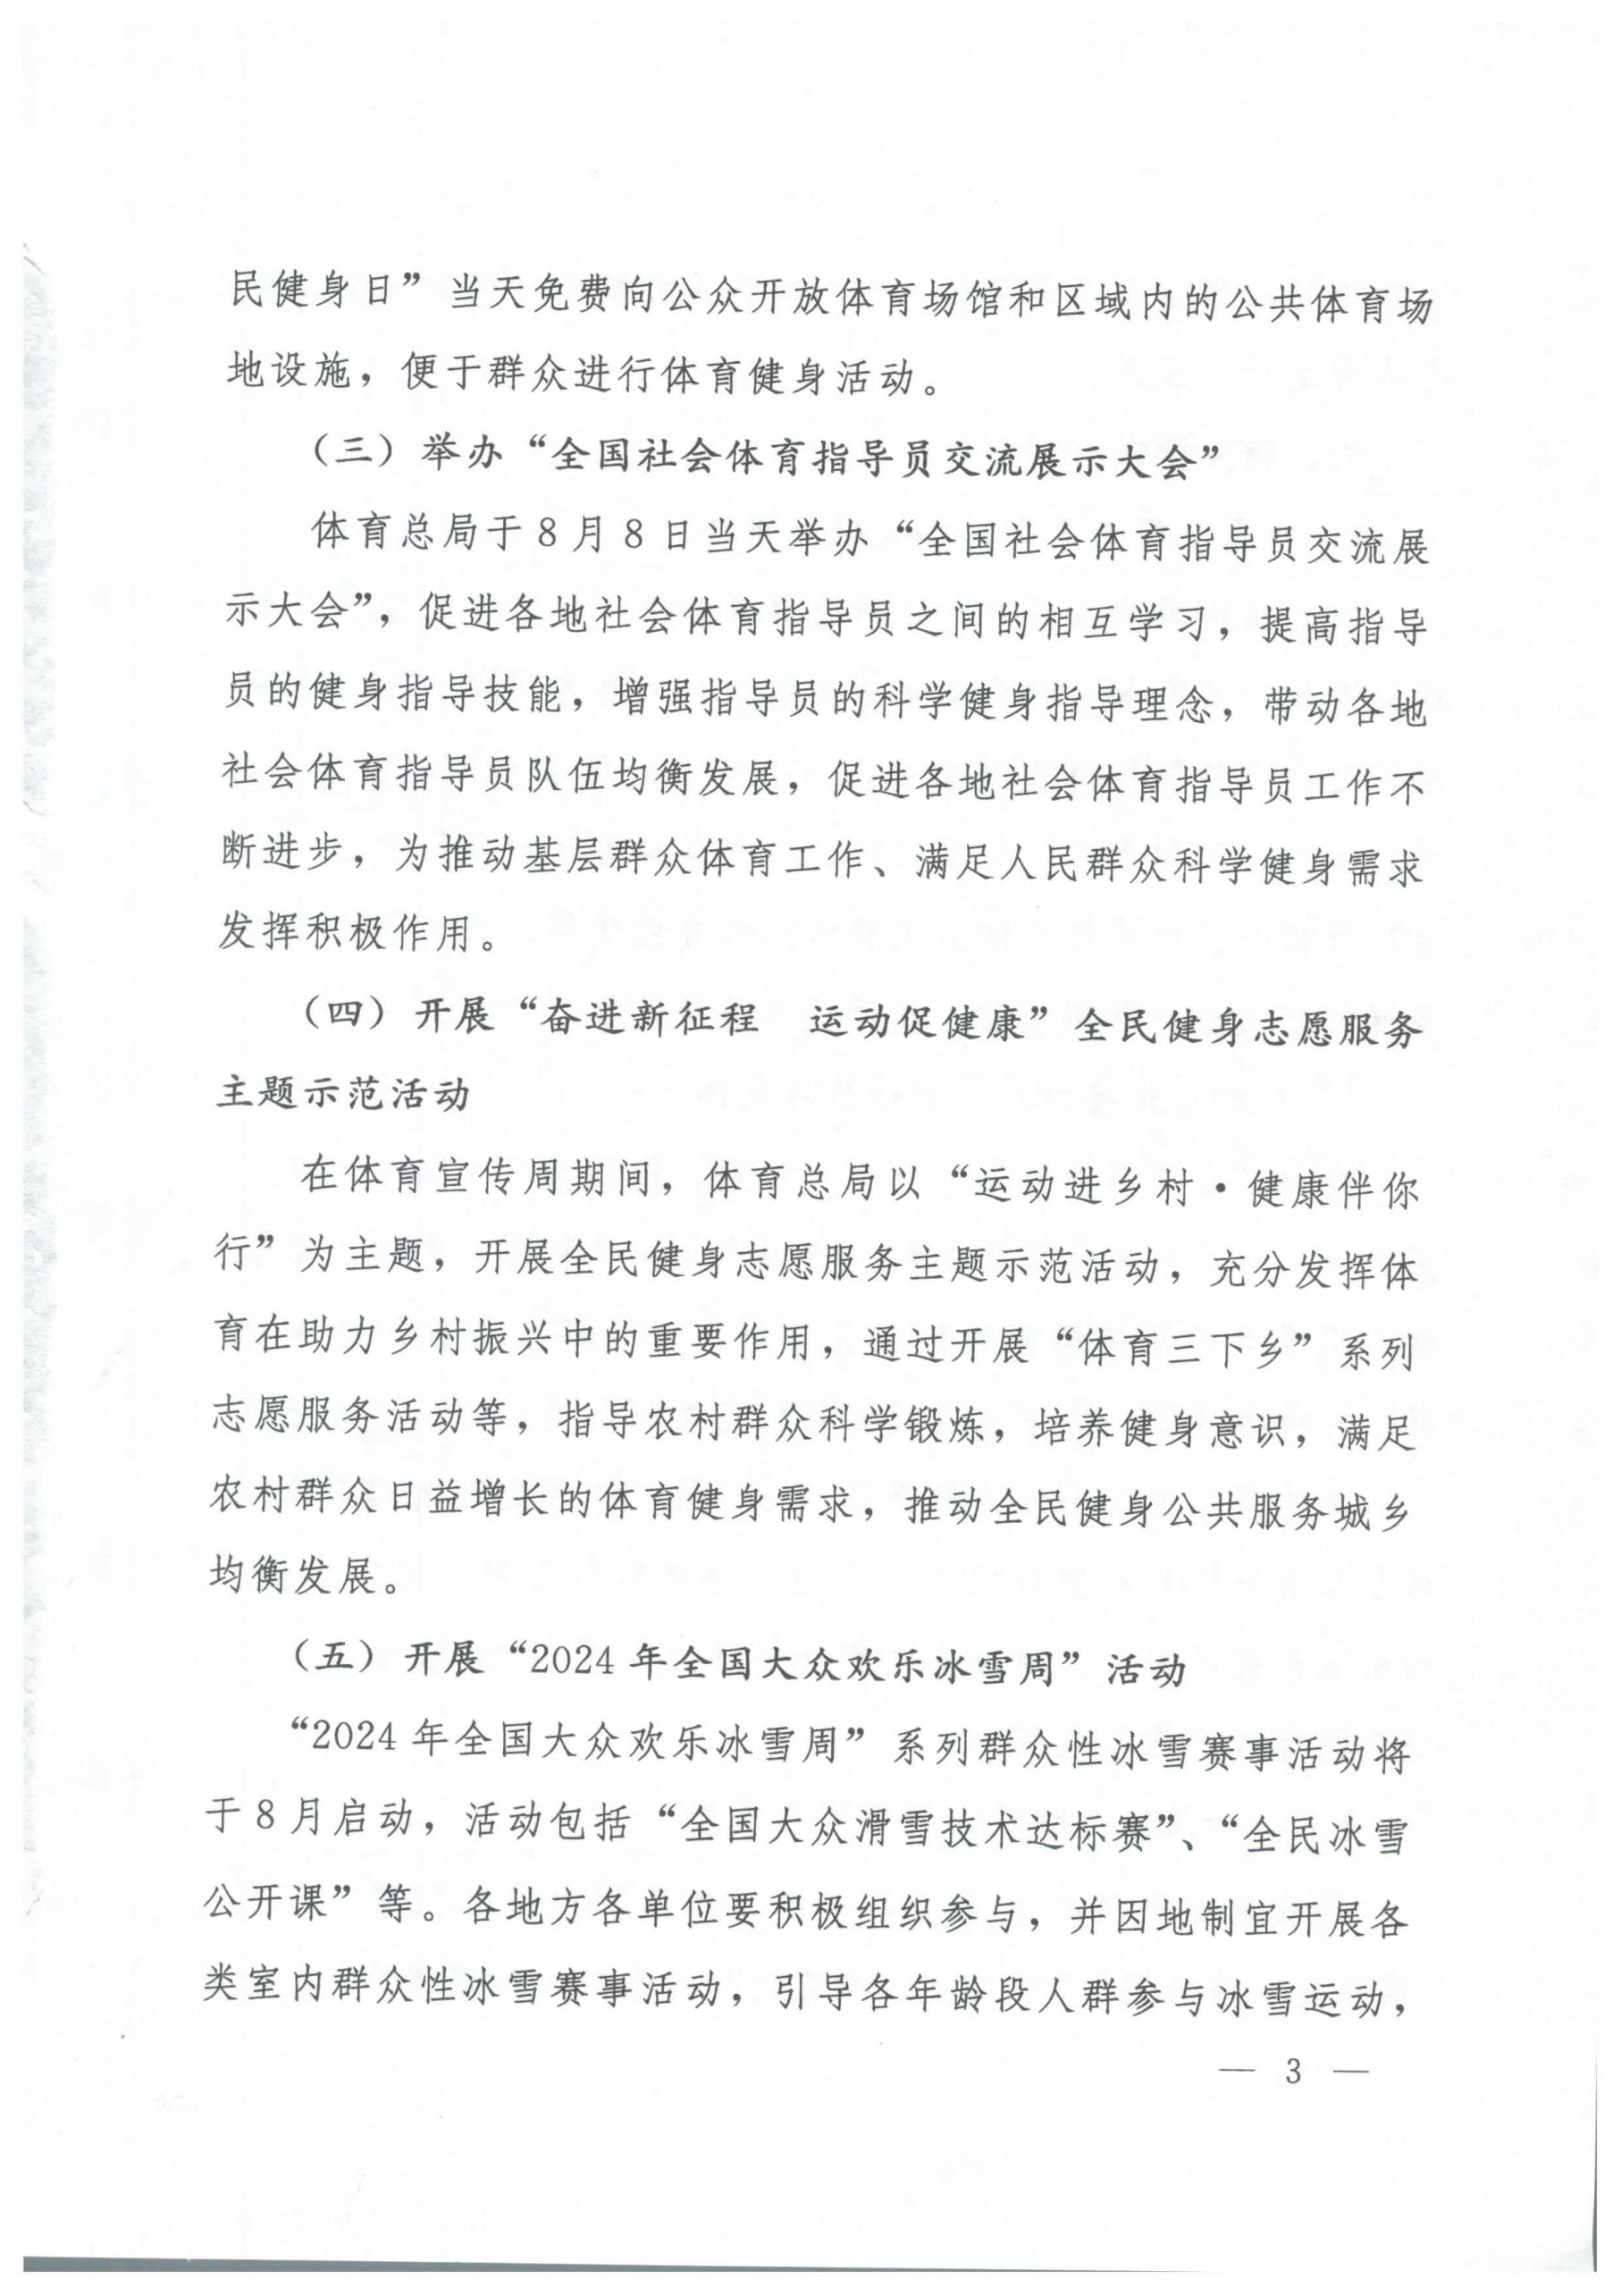 民健身日”当天免费向公众开放体育场馆和区域内的公共体育场
地设施，便于群众进行体育健身活动。
（三）举办“全国社会体育指导员交流展示大会”
体育总局于8月8日当天举办“全国社会体育指导员交流展
示大会”，促进各地社会体育指导员之间的相互学习，提高指导
员的健身指导技能，增强指导员的科学健身指导理念，带动各地
社会体育指导员队伍均衡发展，促进各地社会体育指导员工作不
断进步，为推动基层群众体育工作、满足人民群众科学健身需求
发挥积极作用。
（四）开展“奋进新征程　运动促健康”全民健身志愿服务
主题示范活动
在体育宣传周期间，体育总局以“运动进乡村·健康伴你
行”为主题，开展全民健身志愿服务主题示范活动，充分发挥体
育在助力乡村振兴中的重要作用，通过开展“体育三下乡”系列
志愿服务活动等，指导农村群众科学锻炼，培养健身意识，满足
农村群众日益增长的体育健身需求，推动全民健身公共服务城乡
均衡发展。
（五）开展“2024年全国大众欢乐冰雪周”活动
“2024年全国大众欢乐冰雪周”系列群众性冰雪赛事活动将
于8月启动，活动包括“全国大众滑雪技术达标赛”、“全民冰雪
公开课”等。各地方各单位要积极组织参与，并因地制宜开展各
类室内群众性冰雪赛事活动，引导各年龄段人群参与冰雪运动，
— 3 —